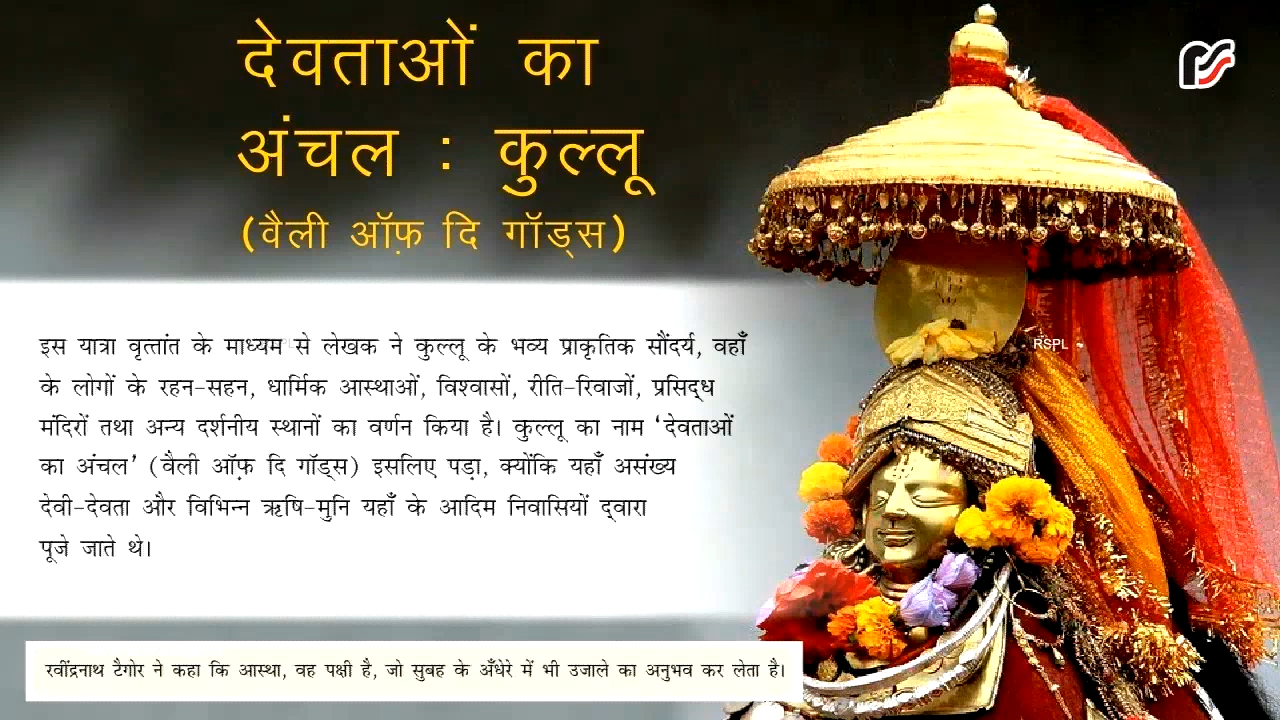 देवताओं का
अंचल : कुल्लू
(वैली ऑफ़ दि गॉड्स)
इस यात्रा वृत्तांत के माध्यम से लेखक ने कुल्लू के भव्य प्राकृतिक सौंदर्य, वहाँ
के लोगों के रहन-सहन, धार्मिक आस्थाओं, विश्वासों, रीति-रिवाजों, प्रसिद्ध
मंदिरों तथा अन्य दर्शनीय स्थानों का वर्णन किया है। कुल्लू का नाम ‘देवताओं
का अंचल’ (वैली ऑफ़ दि गॉड्स) इसलिए पड़ा, क्योंकि यहाँ असंख्य
देवी-देवता और विभिन्न ऋषि-मुनि यहाँ के आदिम निवासियों द्वारा
पूजे जाते थे।
RSPL
रवींद्रनाथ टैगोर ने कहा कि आस्था, वह पक्षी है, जो सुबह के अँधेरे में भी उजाले का अनुभव कर लेता है।